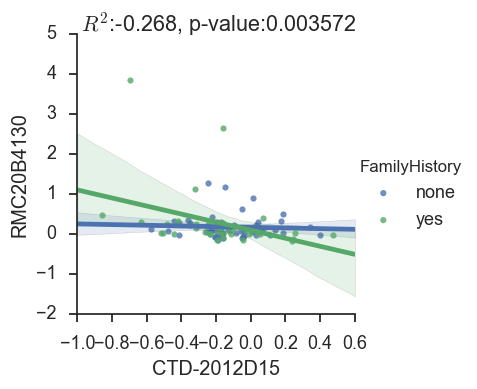 R²:-0.268, p-value:0.003572
5
4
3
2
1
0
−1
−2
RMC20B4130
FamilyHistory
none
yes
−1.0−0.8−0.6−0.4−0.2 0.0 0.2 0.4 0.6
CTD-2012D15